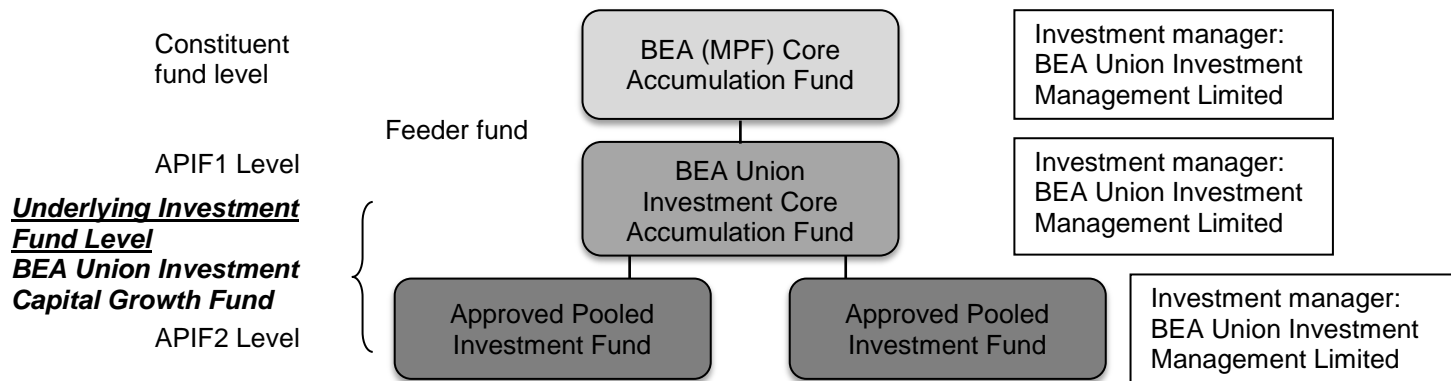 Constituent
fund level
BEA (MPF) Core
Accumulation Fund
Investment manager:
BEA Union Investment
Management Limited
Feeder fund
APIF1 Level
BEA Union
Investment Core
Accumulation Fund
Investment manager:
BEA Union Investment
Management Limited
Underlying Investment
Fund Level
BEA Union Investment
Capital Growth Fund
APIF2 Level
Approved Pooled
Investment Fund
Approved Pooled
Investment Fund
Investment manager:
BEA Union Investment
Management Limited